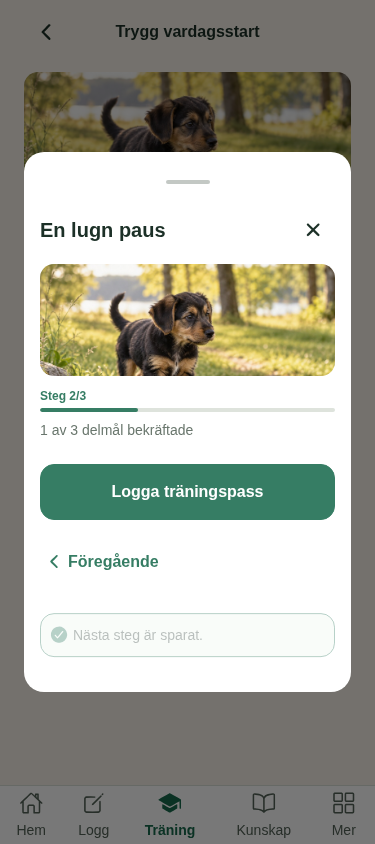 Trygg vardagsstart
En lugn paus
Steg 2/3
1 av 3 delmål bekräftade
Logga träningspass
Föregående
Nästa steg är sparat.
Hem
Logg
Träning
Kunskap
Mer